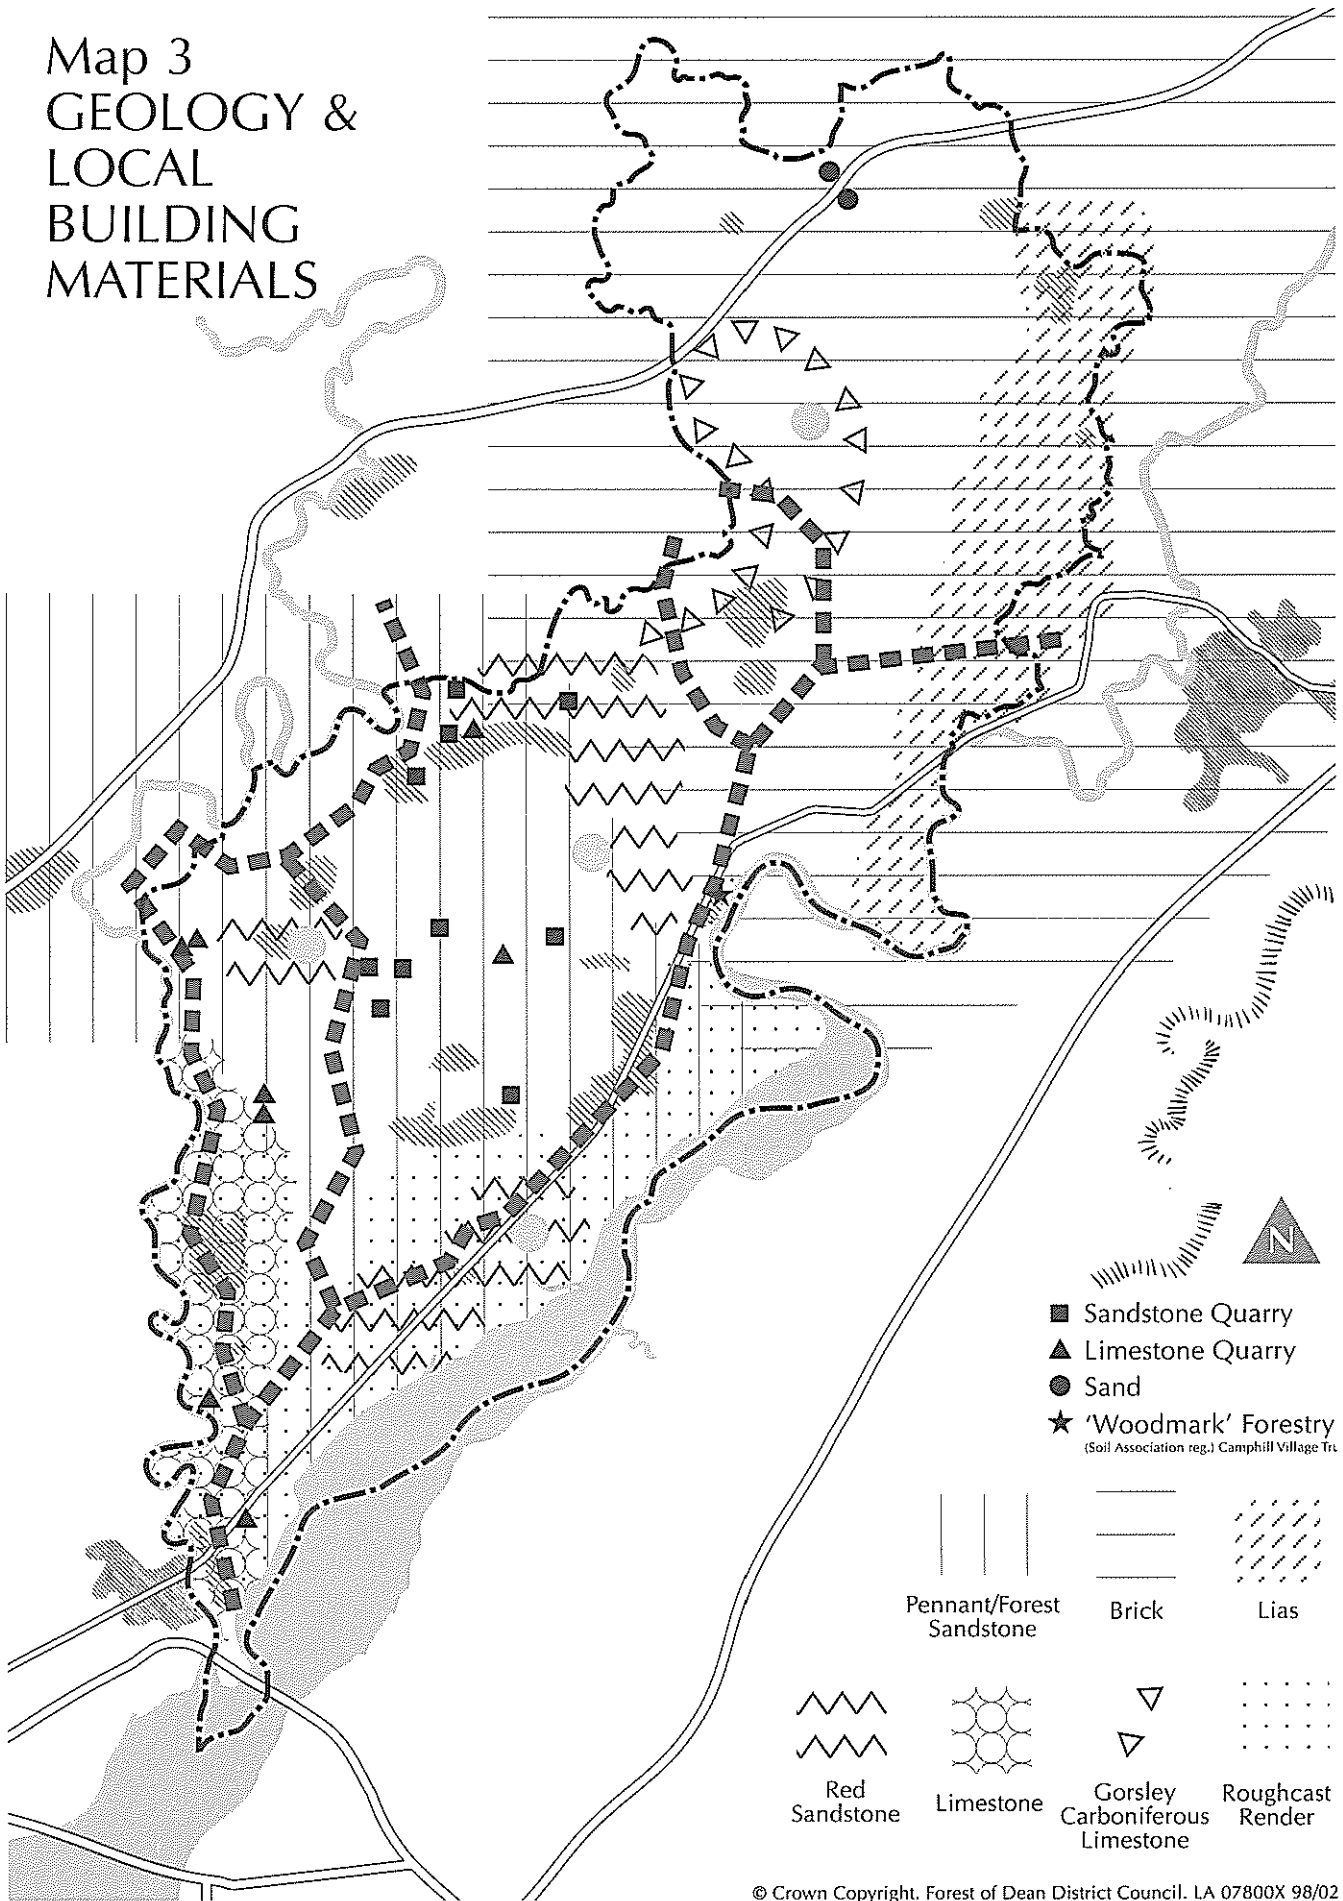 Map 3
GEOLOGY &
LOCAL
BUILDING
MATERIALS
N
Sandstone Quarry
Limestone Quarry
Sand
'Woodmark' Forestry
(Soil Association reg.) Camphill Village Tru
Pennant/Forest
Sandstone
Brick
Lias
Red
Sandstone
Limestone
Gorsley
Carboniferous
Limestone
Roughcast
Render
© Crown Copyright. Forest of Dean District Council. LA 07800X 98/02